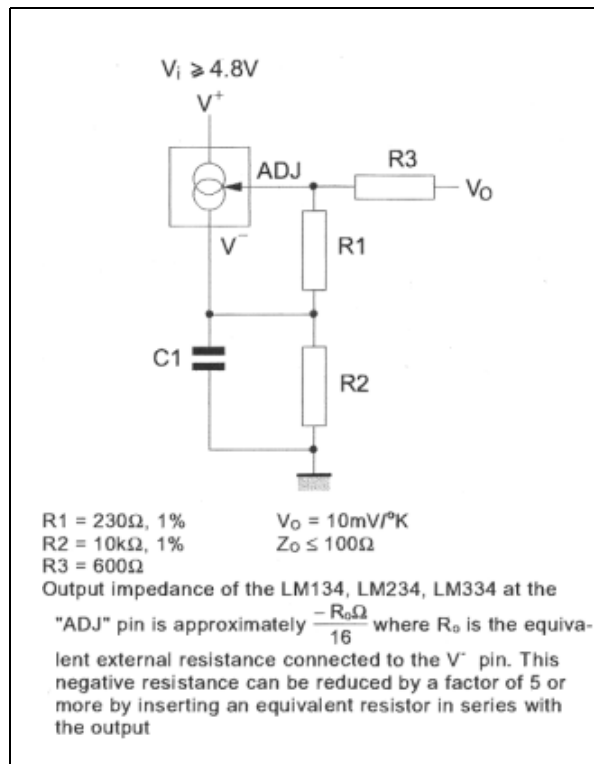 Vi ⩾ 4.8V
V+
ADJ
R3
VO
V−
R1
C1
R2
R1 = 230Ω, 1%
VO = 10mV/ºK
R2 = 10kΩ, 1%
ZO ≤ 100Ω
R3 = 600Ω
Output impedance of the LM134, LM234, LM334 at the
"ADJ" pin is approximately −RoΩ/16 where Ro is the equiva-
lent external resistance connected to the V- pin. This
negative resistance can be reduced by a factor of 5 or
more by inserting an equivalent resistor in series with
the output